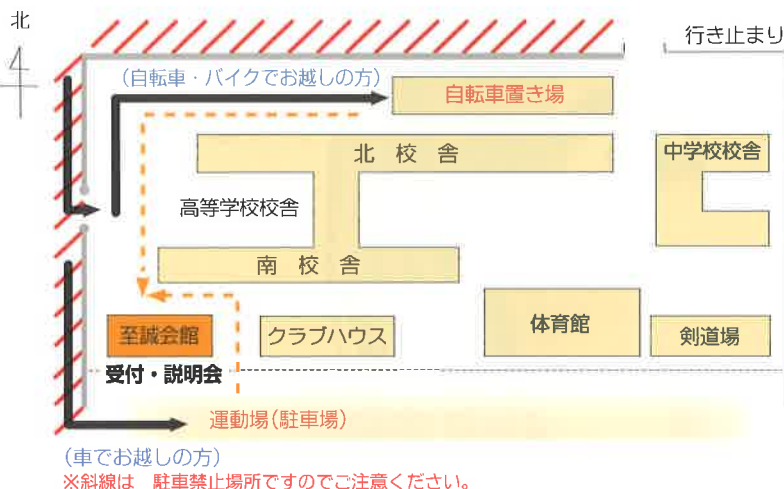 北
行き止まり
(自転車・バイクでお越しの方)
自転車置き場
北校舎
中学校校舎
高等学校校舎
南校舎
至誠会館
クラブハウス
体育館
剣道場
受付・説明会
運動場(駐車場)
(車でお越しの方)
※斜線は 駐車禁止場所ですのでご注意ください。